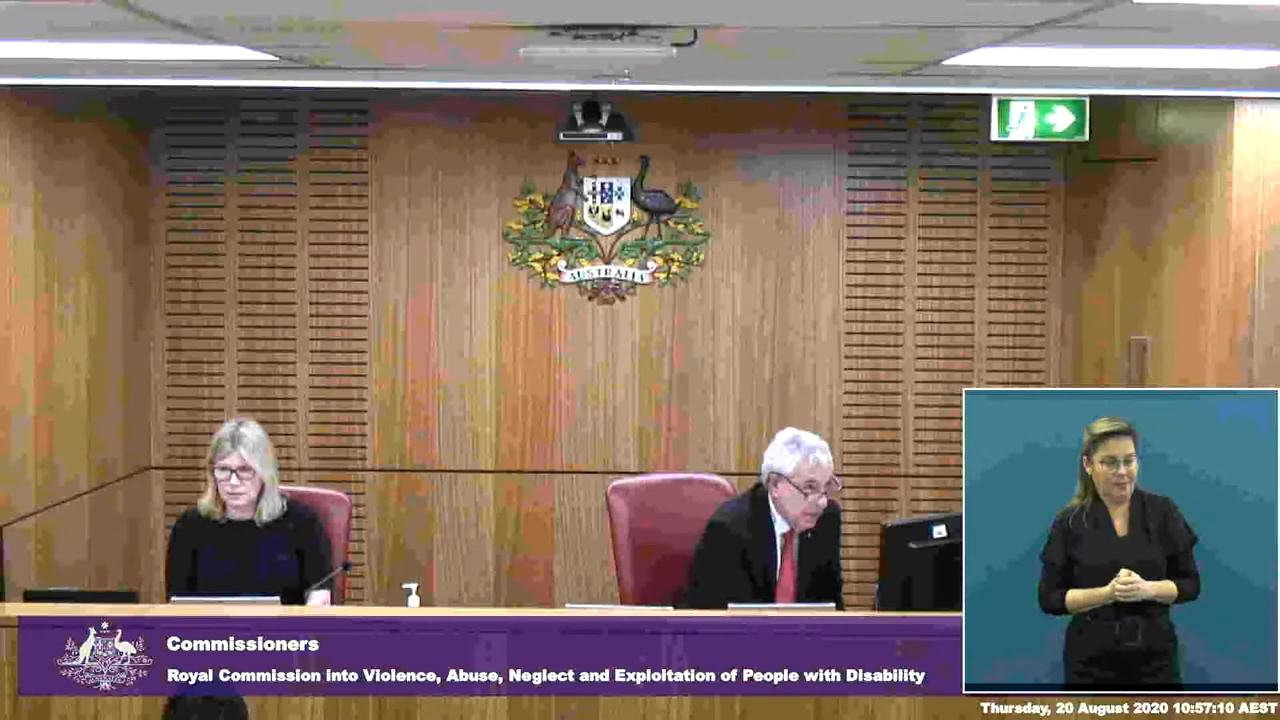 AUSTRALIA
Commissioners
Royal Commission into Violence, Abuse, Neglect and Exploitation of People with Disability
Thursday, 20 August 2020 10:57:10 AEST